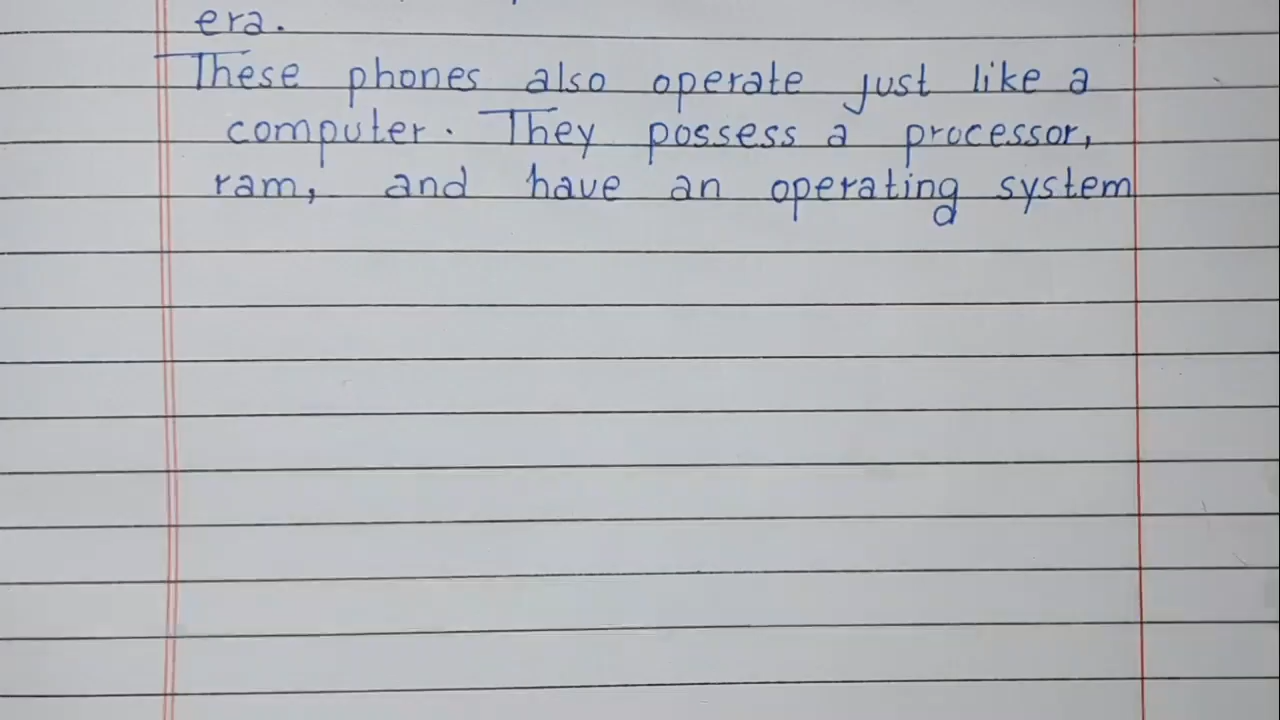 era.
These phones also operate just like a
computer. They possess a processor,
ram, and have an operating system